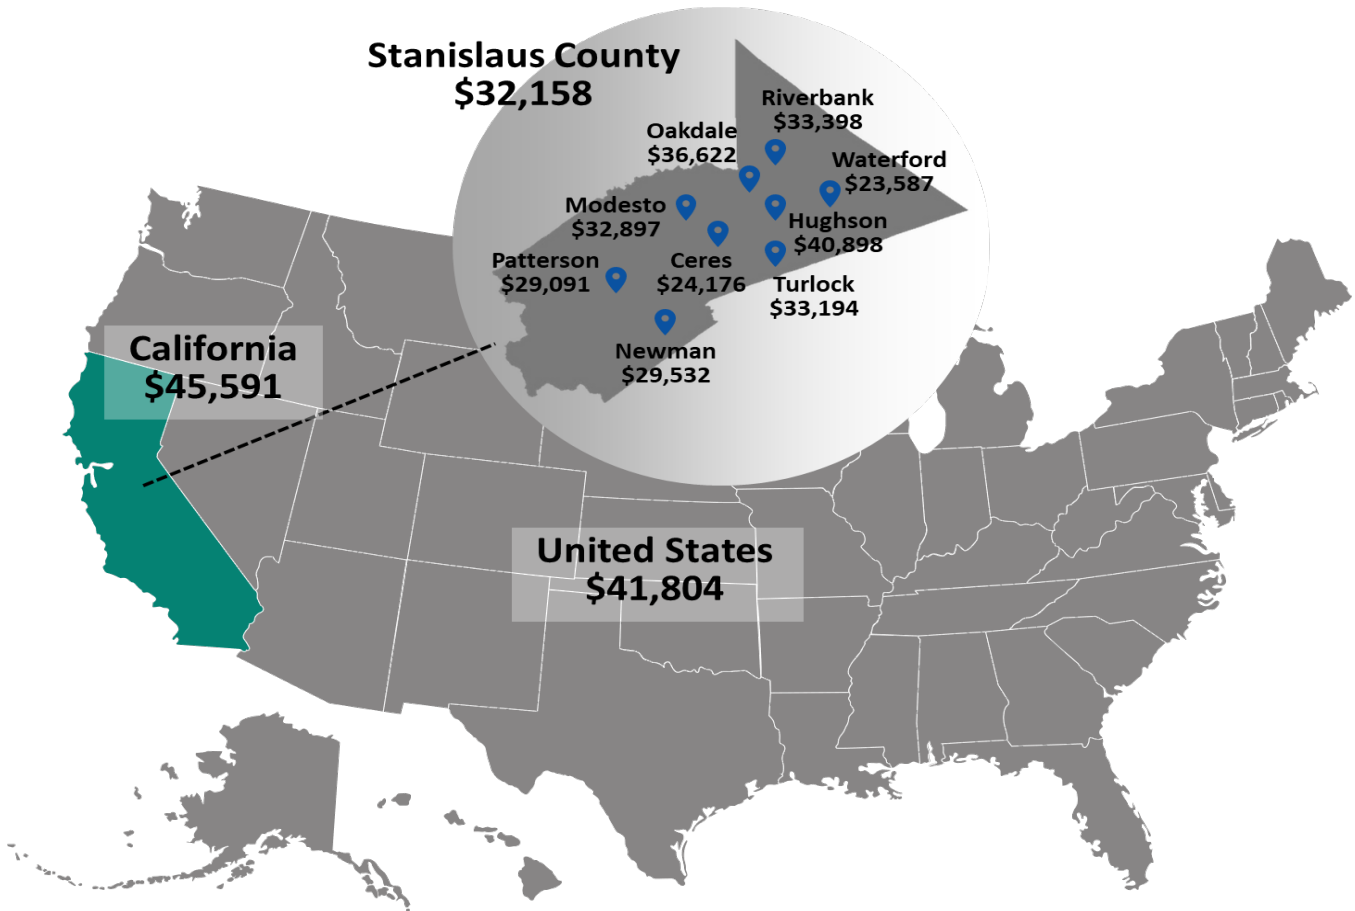 Stanislaus County
$32,158
Riverbank
$33,398
Oakdale
$36,622
Waterford
$23,587
Modesto
$32,897
Hughson
$40,898
Patterson
$29,091
Ceres
$24,176
Turlock
$33,194
Newman
$29,532
California
$45,591
United States
$41,804